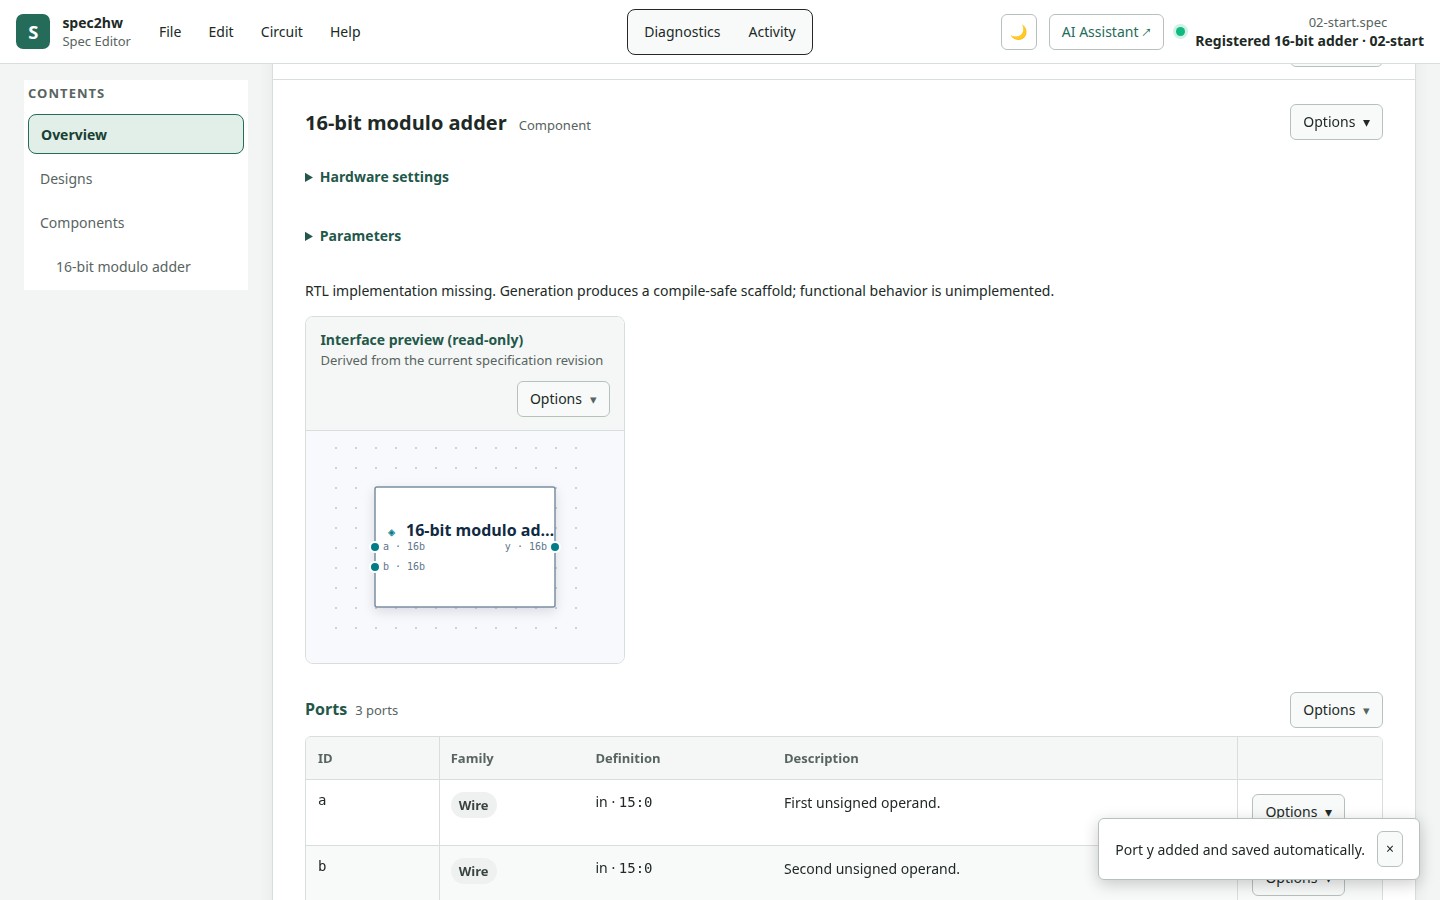 S
spec2hw
Spec Editor
File
Edit
Circuit
Help
Diagnostics
Activity
🌙
AI Assistant ↗
02-start.spec
Registered 16-bit adder · 02-start
CONTENTS
Overview
Designs
Components
16-bit modulo adder
16-bit modulo adder Component
Options ▾
▶ Hardware settings
▶ Parameters
RTL implementation missing. Generation produces a compile-safe scaffold; functional behavior is unimplemented.
Interface preview (read-only)
Derived from the current specification revision
Options ▾
◈ 16-bit modulo ad...
a · 16b
y · 16b
b · 16b
Ports 3 ports
Options ▾
ID Family Definition Description
a Wire in · 15:0 First unsigned operand.
Options ▾
b Wire in · 15:0 Second unsigned operand.
Options
Port y added and saved automatically. ×